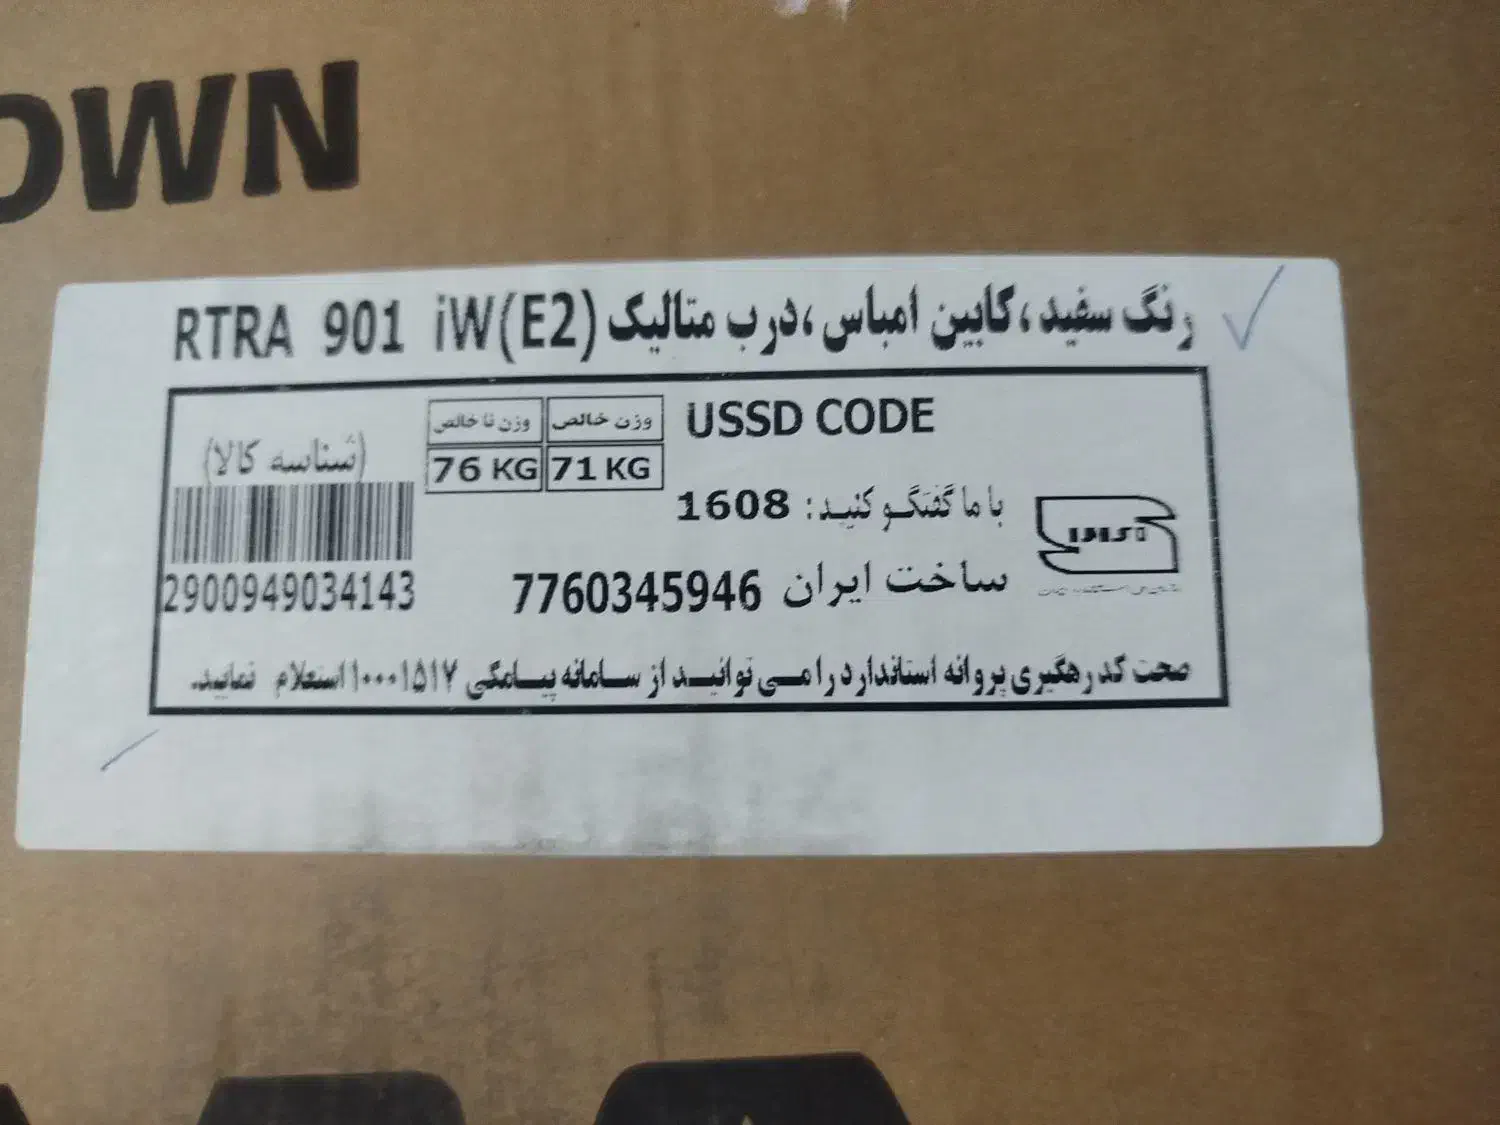 OWN
RTRA 901 iW(E2) رنگ سفید، کابین امباس، درب متالیک
USSD CODE
وزن خالص
وزن نا خالص
71 KG
76 KG
(شناسه کالا)
با ما گفتگو کنید: 1608
ساخت ایران 7760345946
2900949034143
صحت کد رهگیری پروانه استاندارد را می توانید از سامانه پیامکی ۱۰۰۰۱۵۱۷ استعلام نمایید.